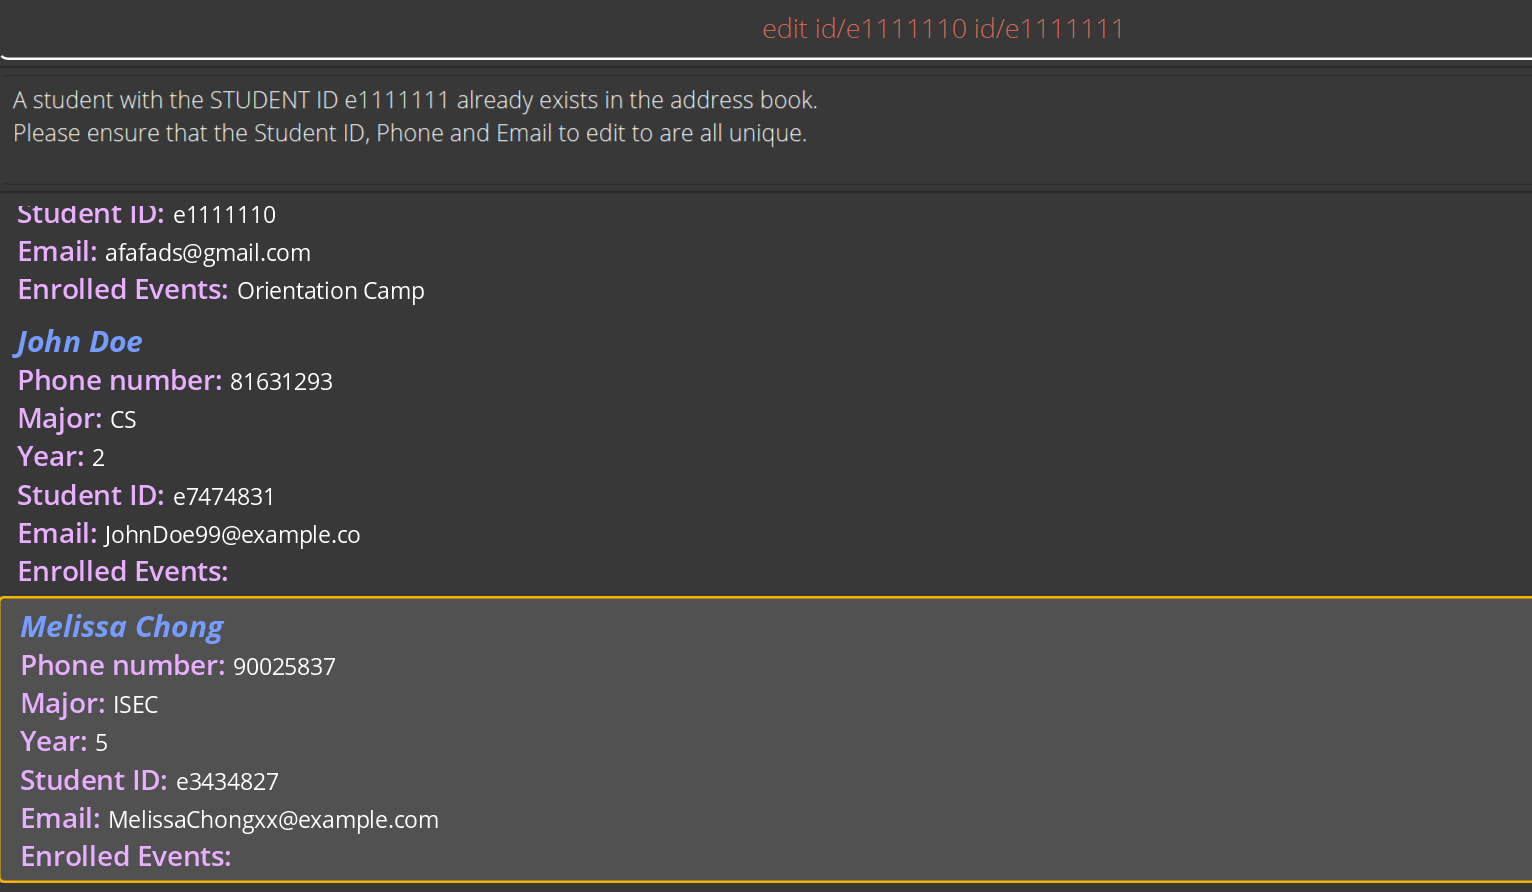 edit id/e1111110 id/e1111111
A student with the STUDENT ID e1111111 already exists in the address book.
Please ensure that the Student ID, Phone and Email to edit to are all unique.
Student ID: e1111110
Email: afafads@gmail.com
Enrolled Events: Orientation Camp
John Doe
Phone number: 81631293
Major: CS
Year: 2
Student ID: e7474831
Email: JohnDoe99@example.co
Enrolled Events:
Melissa Chong
Phone number: 90025837
Major: ISEC
Year: 5
Student ID: e3434827
Email: MelissaChongxx@example.com
Enrolled Events: